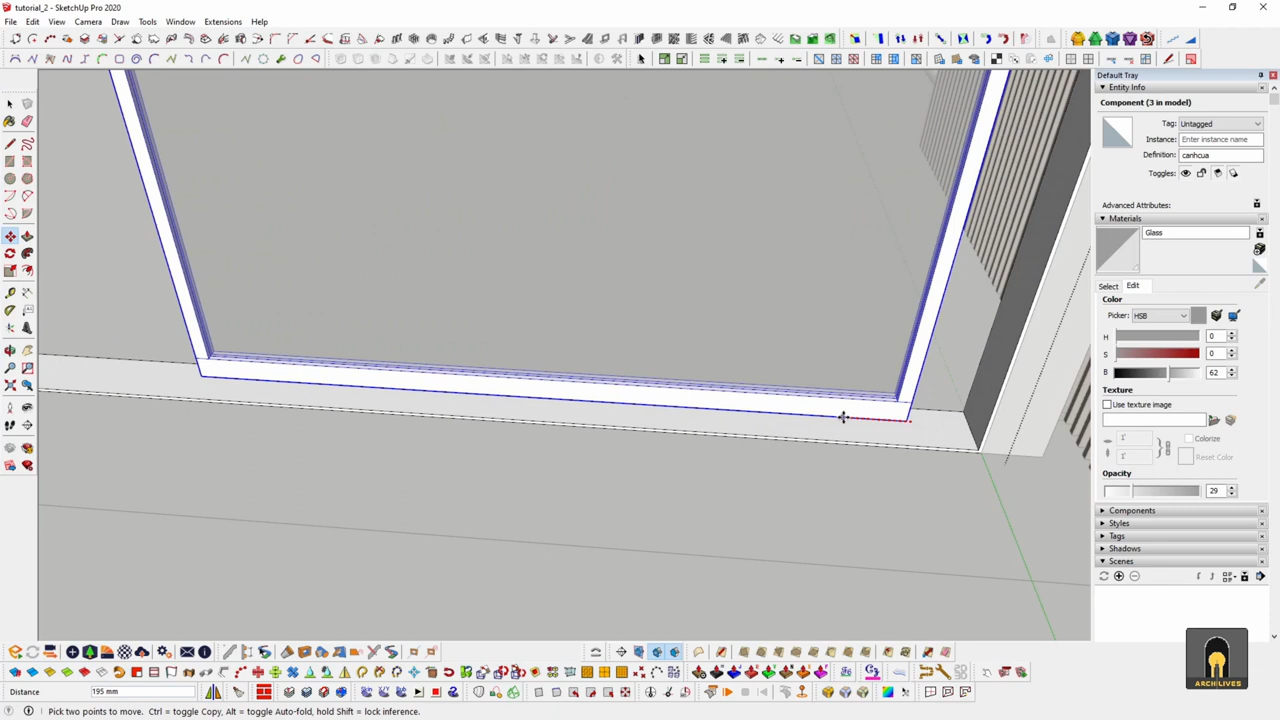 tutorial_2 - SketchUp Pro 2020
File Edit View Camera Draw Tools Window Extensions Help
Default Tray
Entity Info
Component (3 in model)
Tag: Untagged
Instance: Enter instance name
Definition: canhcua
Toggles:
Advanced Attributes:
Materials
Glass
Select Edit
Color
Picker: HSB
H 0
S 0
B 62
Texture
Use texture image
1' Colorize
1' Reset Color
Opacity
29
Components
Styles
Tags
Shadows
Scenes
ARCHLIVES
Distance 195 mm
Pick two points to move. Ctrl = toggle Copy, Alt = toggle Auto-fold, hold Shift = lock inference.